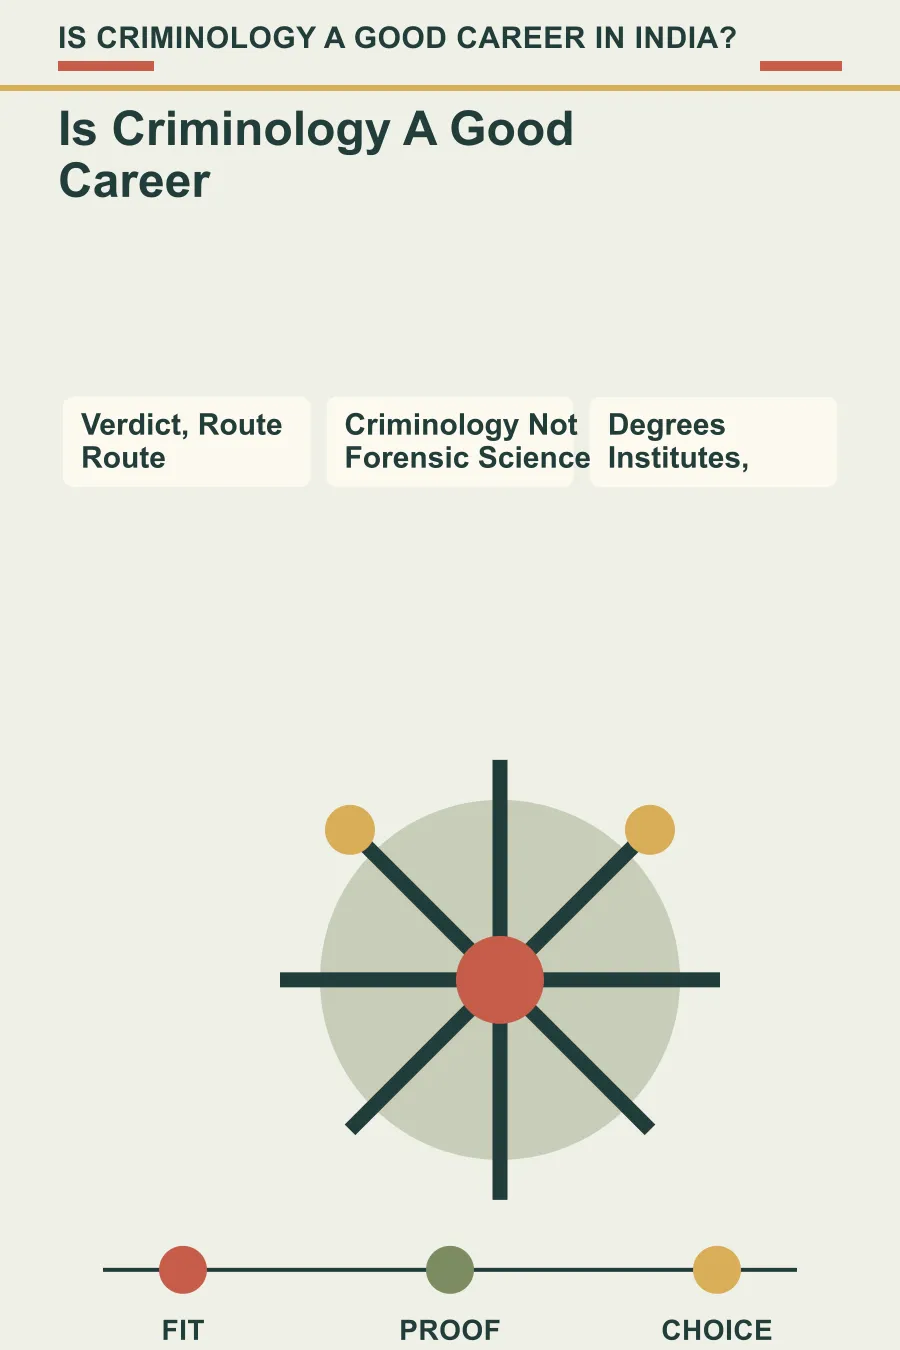 IS CRIMINOLOGY A GOOD CAREER IN INDIA?
Is Criminology A Good
Career
Verdict, Route
Route
Criminology Not
Forensic Science
Degrees
Institutes,
FIT
PROOF
CHOICE